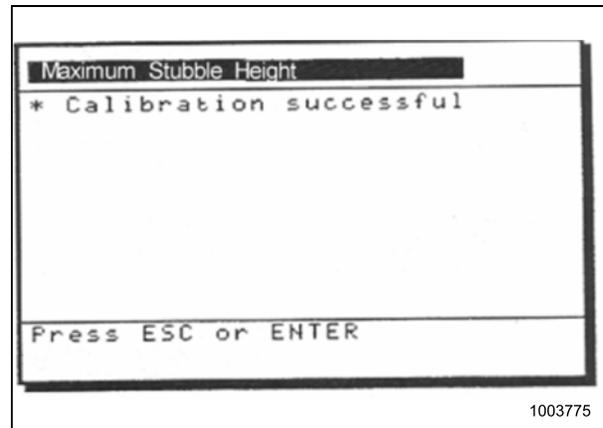 Maximum Stubble Height
* Calibration successful
Press ESC or ENTER
1003775